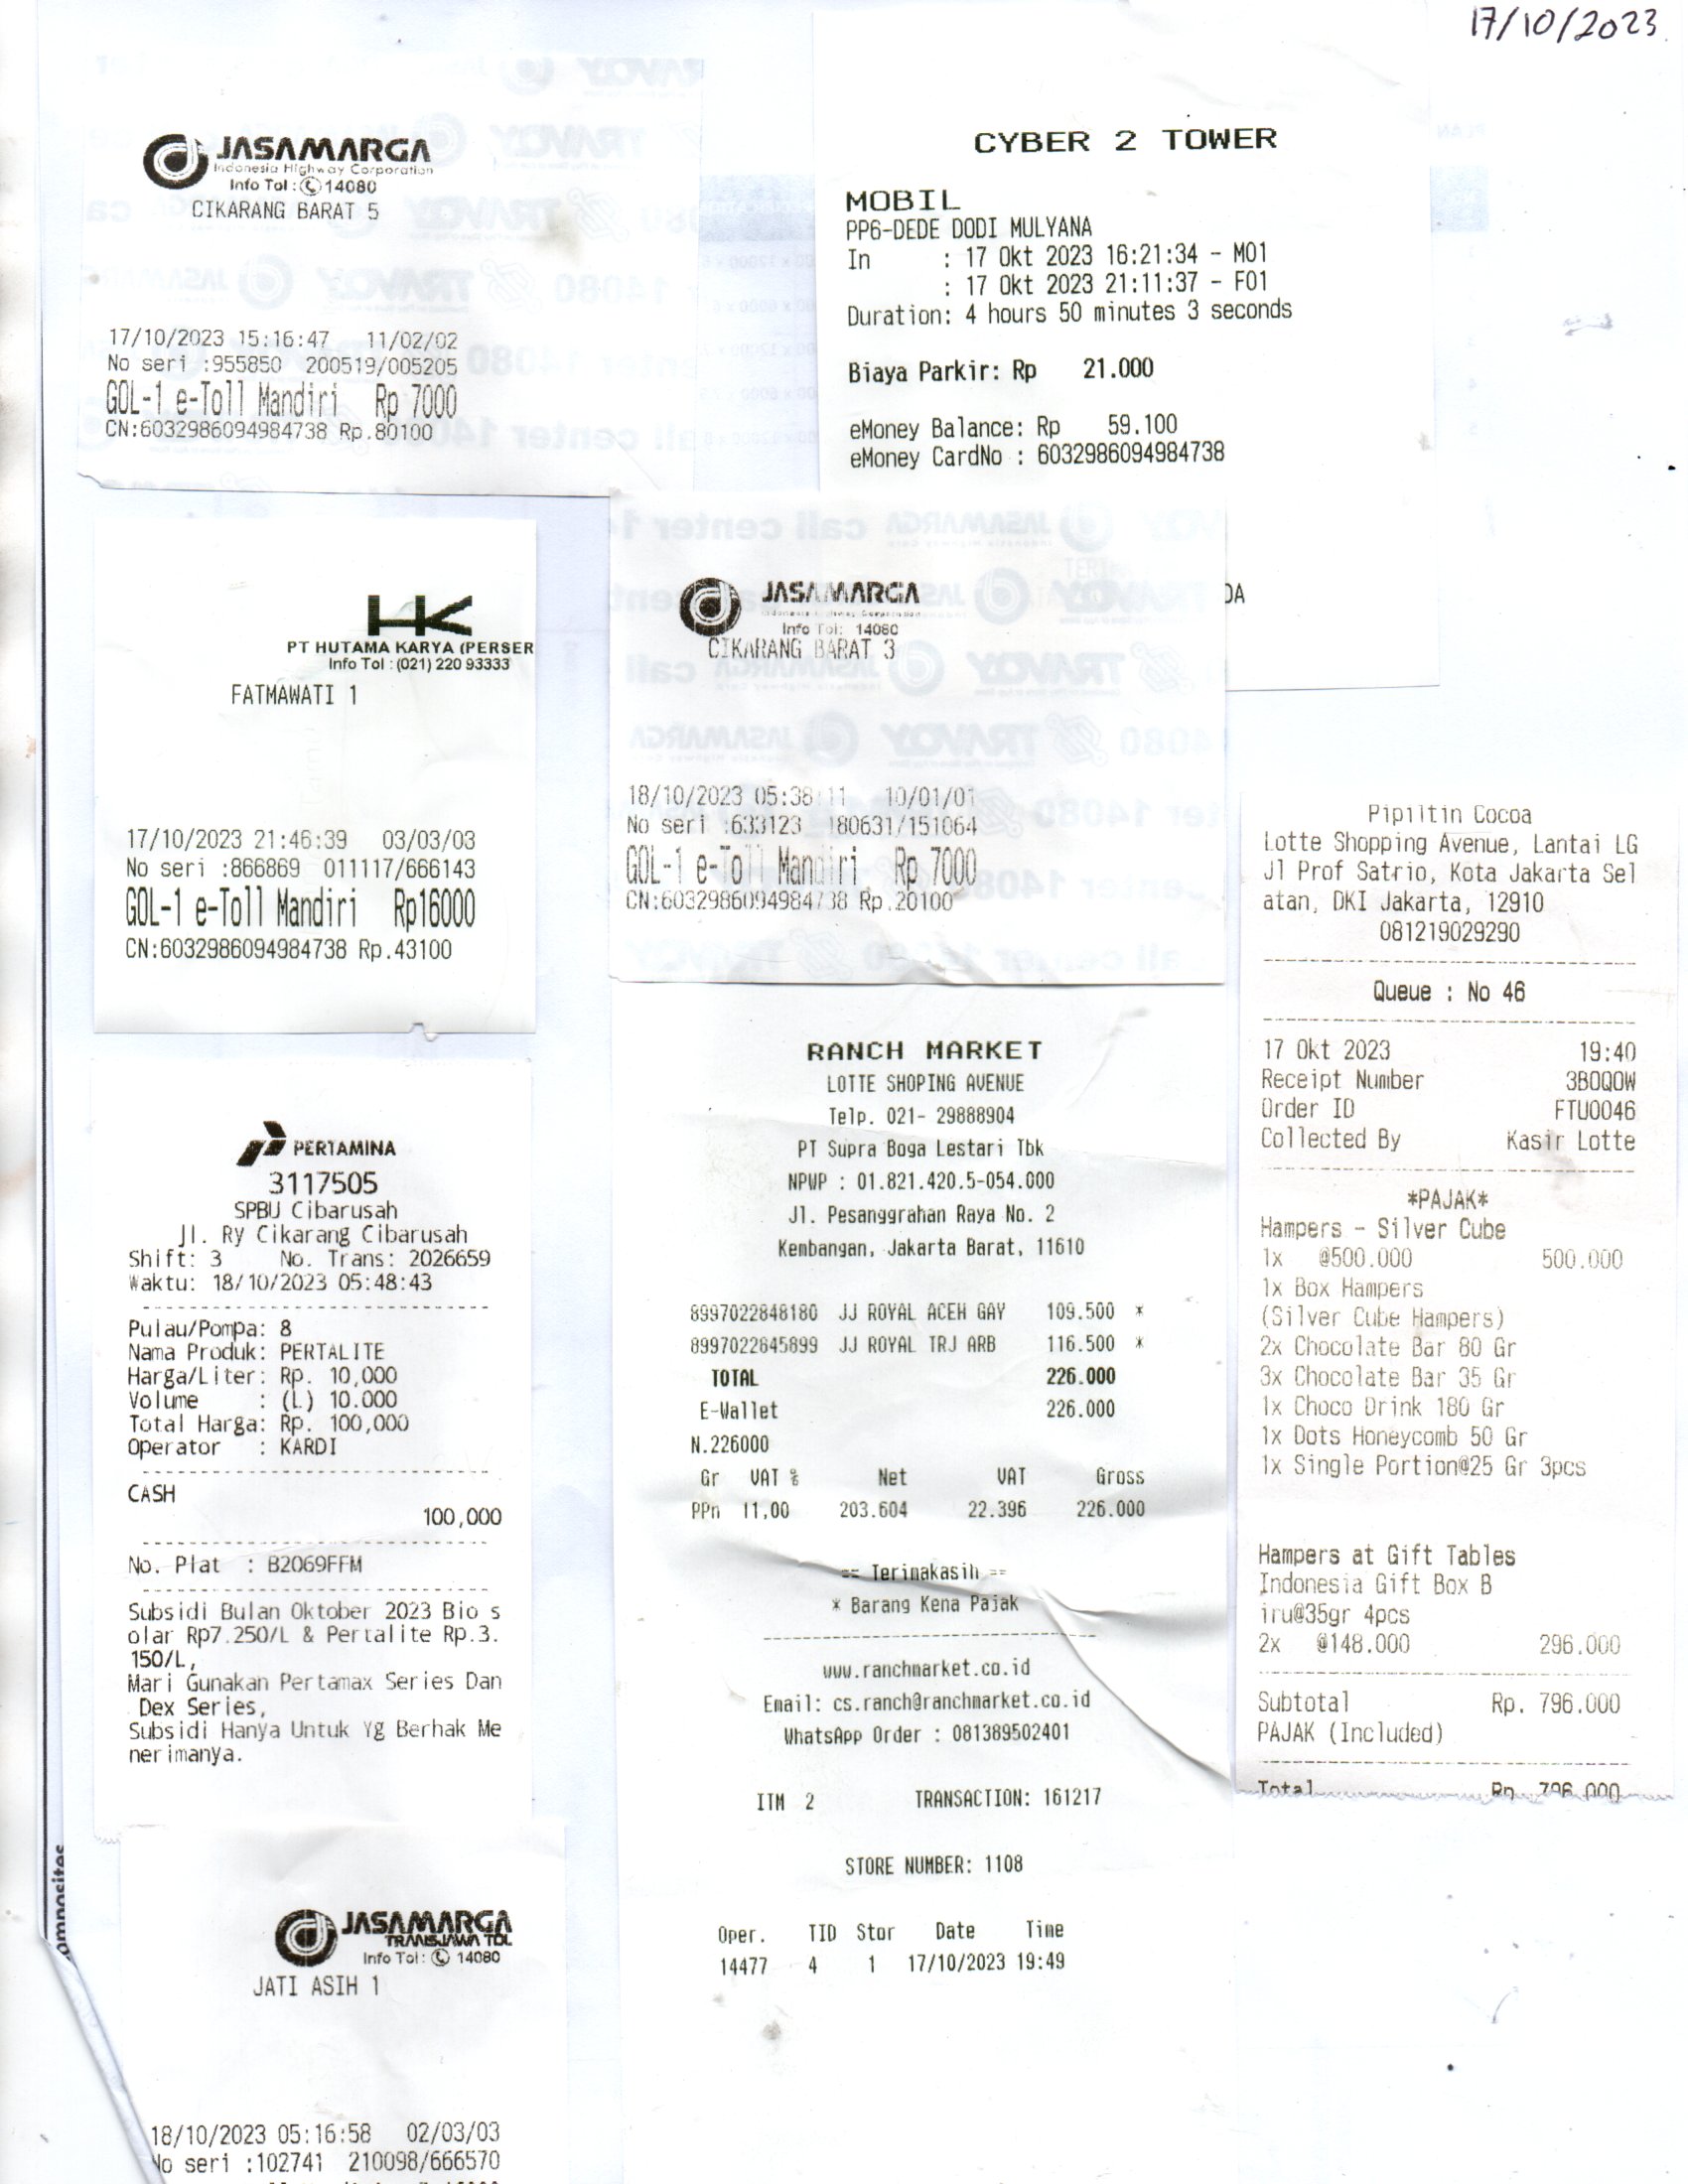 17/10/2023
JASAMARGA
Indonesia Highway Corporation
Info Tol : 14080
CIKARANG BARAT 5
17/10/2023 15:16:47 11/02/02
No seri :955850 200519/005205
GOL-1 e-Toll Mandiri Rp 7000
CN:6032986094984738 Rp.80100
CYBER 2 TOWER
MOBIL
PP6-DEDE DODI MULYANA
In : 17 Okt 2023 16:21:34 - M01
: 17 Okt 2023 21:11:37 - F01
Duration: 4 hours 50 minutes 3 seconds
Biaya Parkir: Rp 21.000
eMoney Balance: Rp 59.100
eMoney CardNo : 6032986094984738
DA
HK
PT HUTAMA KARYA (PERSER
Info Tol : (021) 220 93333
FATMAWATI 1
17/10/2023 21:46:39 03/03/03
No seri :866869 011117/666143
GOL-1 e-Toll Mandiri Rp16000
CN:6032986094984738 Rp.43100
JASAMARGA
Indonesia Highway Corporation
Info Tol: 14080
CIKARANG BARAT 3
18/10/2023 05:38:11 10/01/01
No seri :633123 180631/151064
GOL-1 e-Toll Mandiri Rp 7000
CN:6032986094984738 Rp.20100
PERTAMINA
3117505
SPBU Cibarusah
Jl. Ry Cikarang Cibarusah
Shift: 3 No. Trans: 2026659
Waktu: 18/10/2023 05:48:43
Pulau/Pompa: 8
Nama Produk: PERTALITE
Harga/Liter: Rp. 10,000
Volume : (L) 10.000
Total Harga: Rp. 100,000
Operator : KARDI
CASH
100,000
No. Plat : B2069FFM
Subsidi Bulan Oktober 2023 Bio s
olar Rp7.250/L & Pertalite Rp.3.
150/L,
Mari Gunakan Pertamax Series Dan
Dex Series,
Subsidi Hanya Untuk Yg Berhak Me
nerimanya.
RANCH MARKET
LOTTE SHOPING AVENUE
Telp. 021- 29888904
PT Supra Boga Lestari Tbk
NPWP : 01.821.420.5-054.000
Jl. Pesanggrahan Raya No. 2
Kembangan, Jakarta Barat, 11610
8997022848180 JJ ROYAL ACEH GAY 109.500 *
8997022845899 JJ ROYAL TRJ ARB 116.500 *
TOTAL 226.000
E-Wallet 226.000
N.226000
Gr VAT % Net VAT Gross
PPn 11,00 203.604 22.396 226.000
== Terimakasih ==
* Barang Kena Pajak
www.ranchmarket.co.id
Email: cs.ranch@ranchmarket.co.id
WhatsApp Order : 081389502401
ITM 2 TRANSACTION: 161217
STORE NUMBER: 1108
Oper. TID Stor Date Time
14477 4 1 17/10/2023 19:49
Pipiltin Cocoa
Lotte Shopping Avenue, Lantai LG
Jl Prof Satrio, Kota Jakarta Sel
atan, DKI Jakarta, 12910
081219029290
Queue : No 46
17 Okt 2023 19:40
Receipt Number 3B0Q0W
Order ID FTU0046
Collected By Kasir Lotte
*PAJAK*
Hampers - Silver Cube
1x @500.000 500.000
1x Box Hampers
(Silver Cube Hampers)
2x Chocolate Bar 80 Gr
3x Chocolate Bar 35 Gr
1x Choco Drink 180 Gr
1x Dots Honeycomb 50 Gr
1x Single Portion@25 Gr 3pcs
Hampers at Gift Tables
Indonesia Gift Box B
iru@35gr 4pcs
2x @148.000 296.000
Subtotal Rp. 796.000
PAJAK (Included)
Total Rp. 796.000
omposites
JASAMARGA
TRANSJAWA TOL
Info Tol : 14080
JATI ASIH 1
18/10/2023 05:16:58 02/03/03
No seri :102741 210098/666570